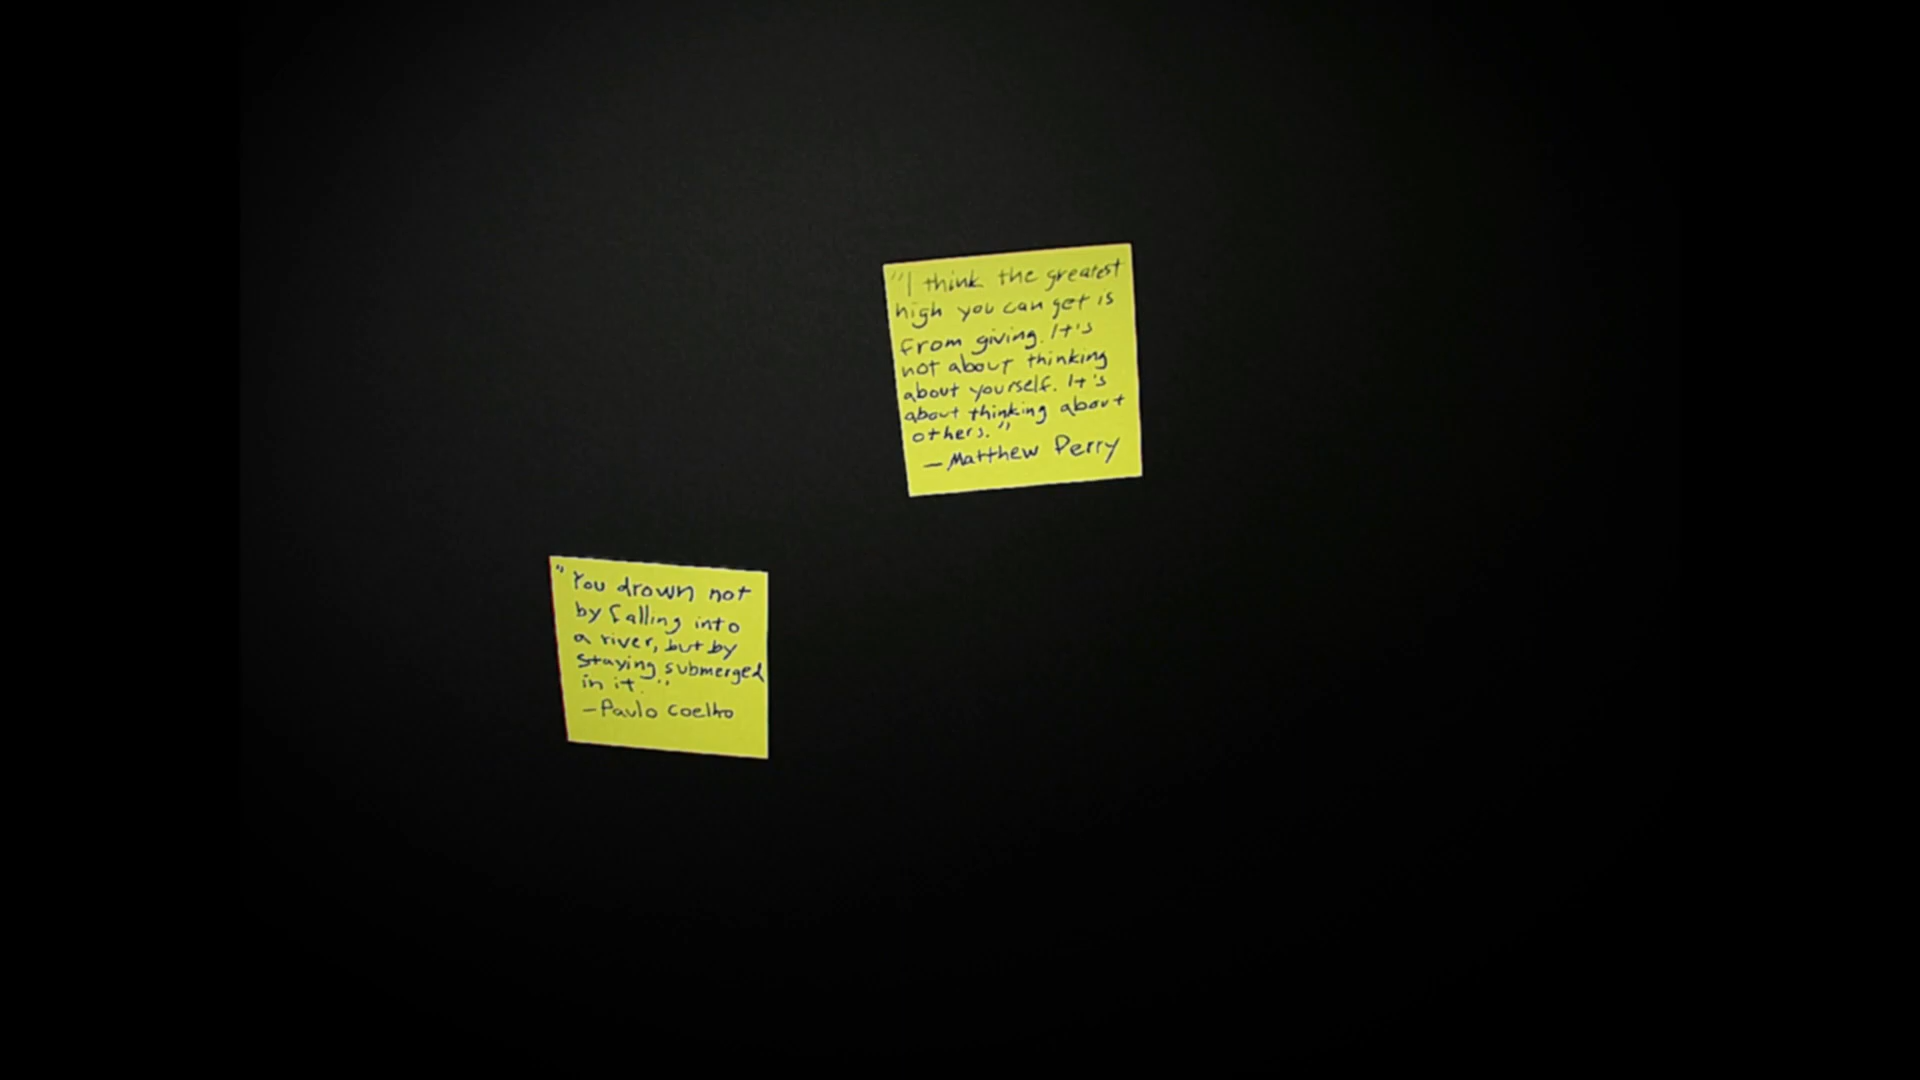 "I think the greatest
high you can get is
from giving. It's
not about thinking
about yourself. It's
about thinking about
others."
—Matthew Perry
"You drown not
by falling into
a river, but by
staying submerged
in it."
—Paulo Coelho